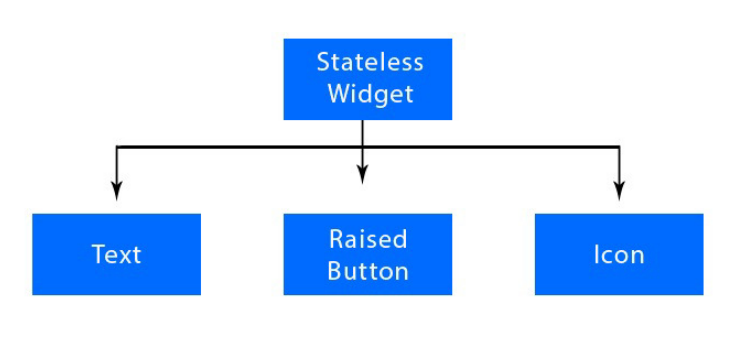 Stateless
Widget
Text
Raised
Button
Icon